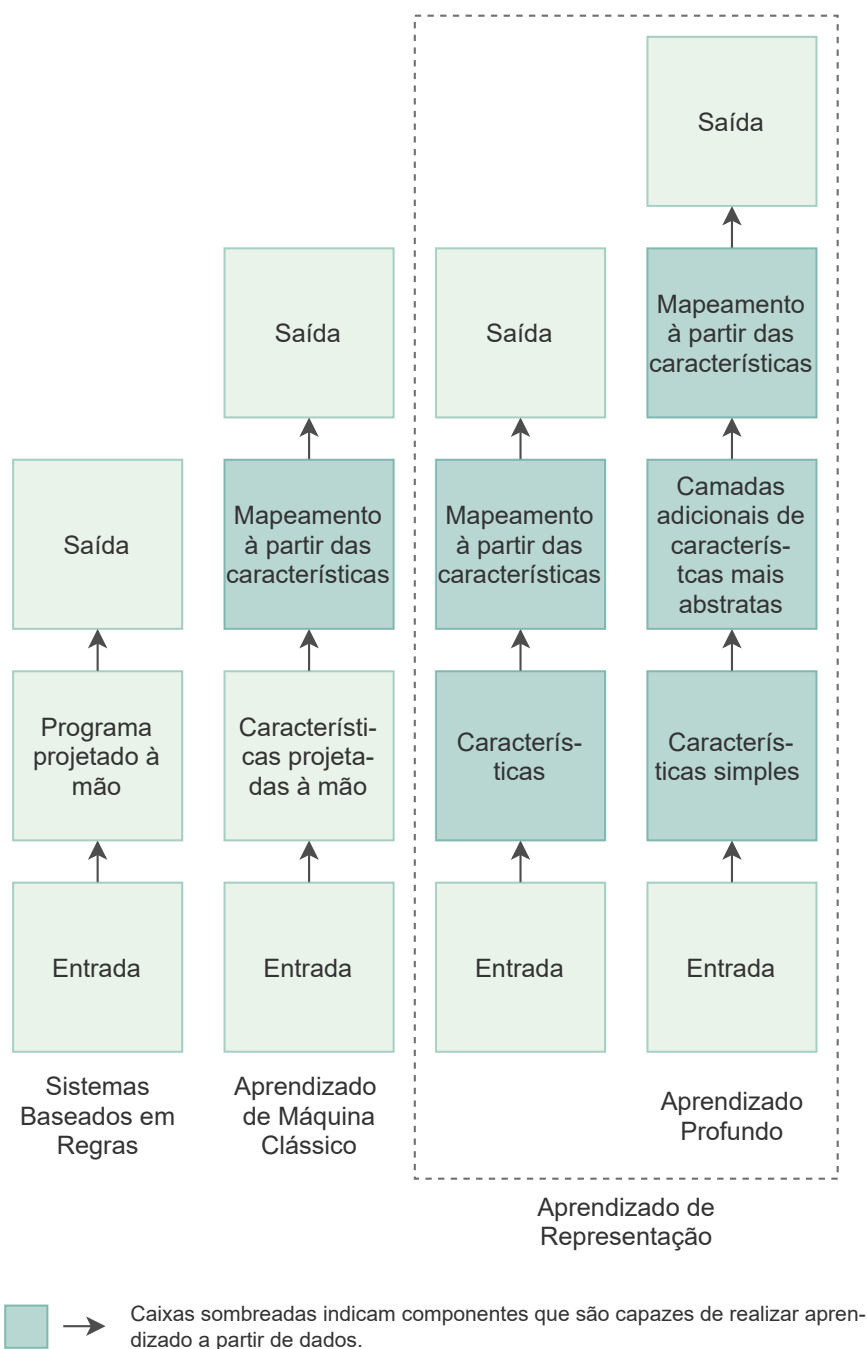 Saída
Mapeamento
à partir das
características
Camadas
adicionais de
caracterís-
tcas mais
abstratas
Caracterís-
ticas simples
Entrada
Aprendizado
Profundo
Saída
Mapeamento
à partir das
características
Caracterís-
ticas
Entrada
Aprendizado de
Representação
Saída
Mapeamento
à partir das
características
Característi-
cas projeta-
das à mão
Entrada
Aprendizado
de Máquina
Clássico
Saída
Programa
projetado à
mão
Entrada
Sistemas
Baseados em
Regras
Caixas sombreadas indicam componentes que são capazes de realizar apren-
dizado a partir de dados.